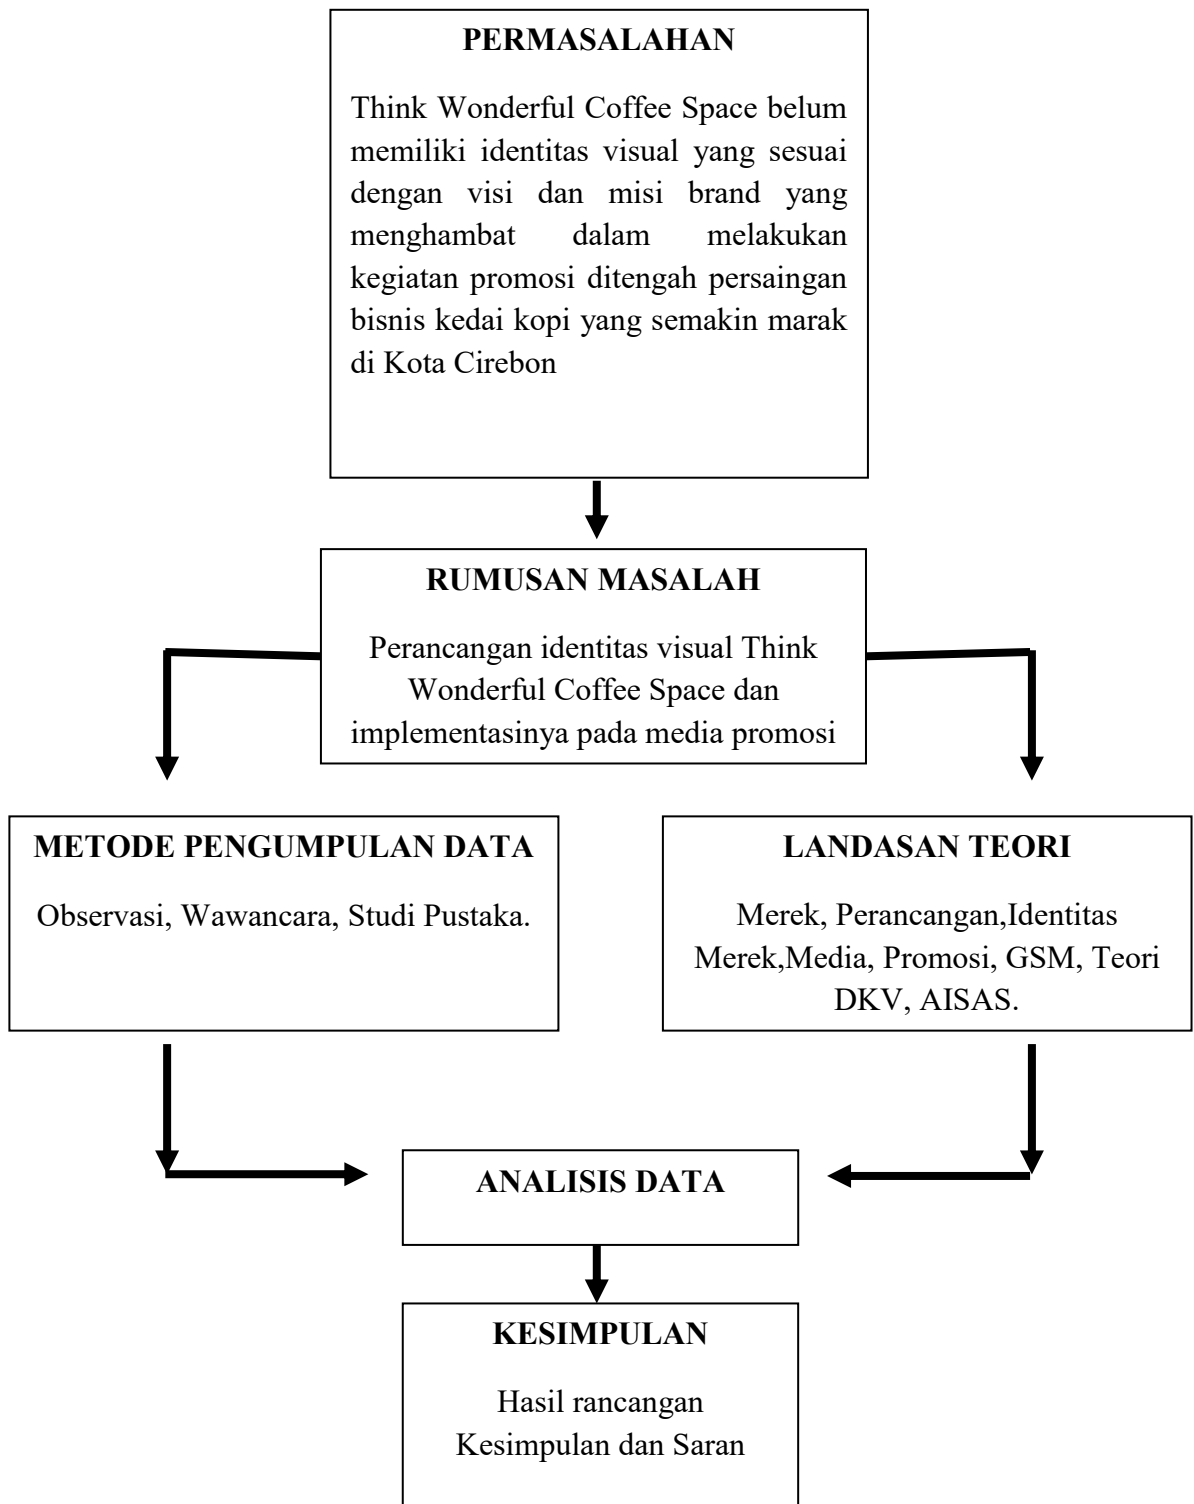 PERMASALAHAN
Think Wonderful Coffee Space belum
memiliki identitas visual yang sesuai
dengan visi dan misi brand yang
menghambat dalam melakukan
kegiatan promosi ditengah persaingan
bisnis kedai kopi yang semakin marak
di Kota Cirebon
RUMUSAN MASALAH
Perancangan identitas visual Think
Wonderful Coffee Space dan
implementasinya pada media promosi
METODE PENGUMPULAN DATA
Observasi, Wawancara, Studi Pustaka.
LANDASAN TEORI
Merek, Perancangan,Identitas
Merek,Media, Promosi, GSM, Teori
DKV, AISAS.
ANALISIS DATA
KESIMPULAN
Hasil rancangan
Kesimpulan dan Saran